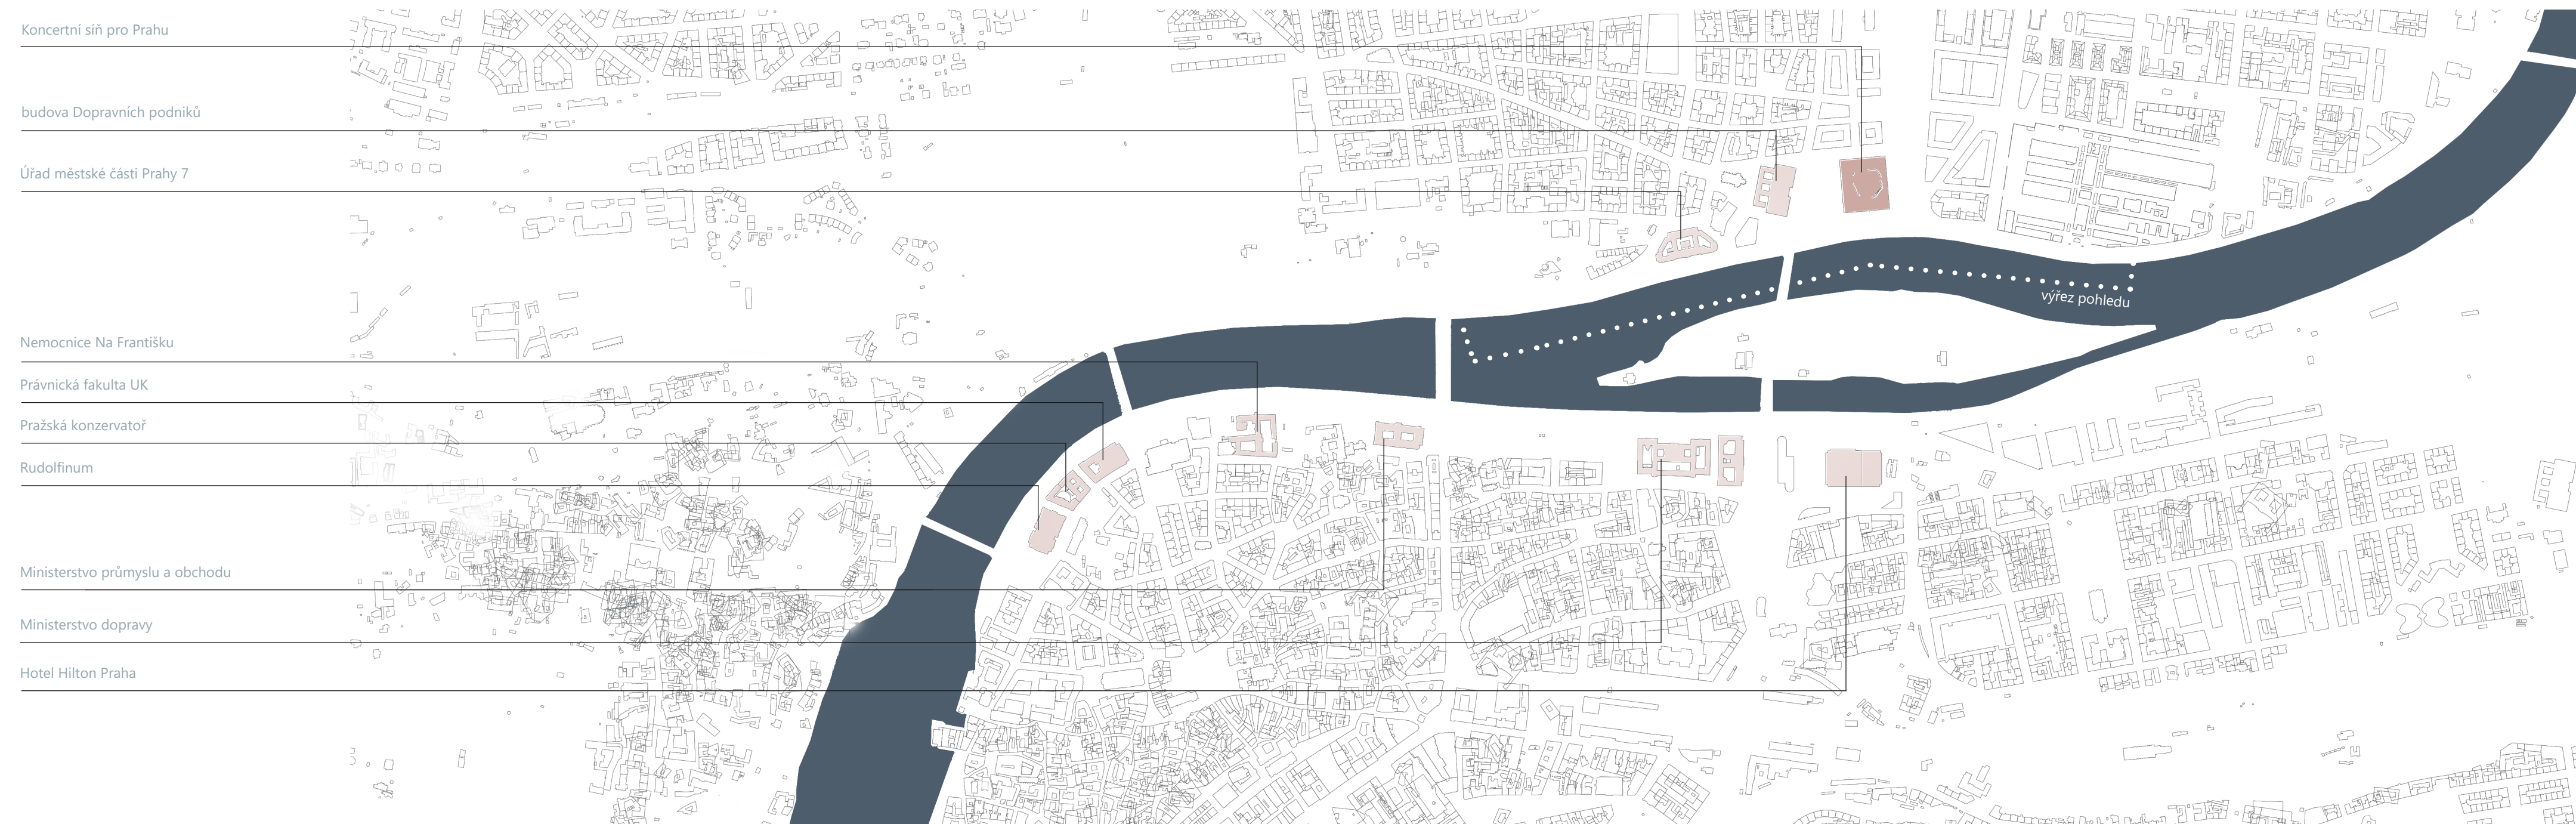 Koncertní síň pro Prahu
budova Dopravních podniků
Úřad městské části Prahy 7
výřez pohledu
Nemocnice Na Františku
Právnická fakulta UK
Pražská konzervatoř
Rudolfinum
Ministerstvo průmyslu a obchodu
Ministerstvo dopravy
Hotel Hilton Praha